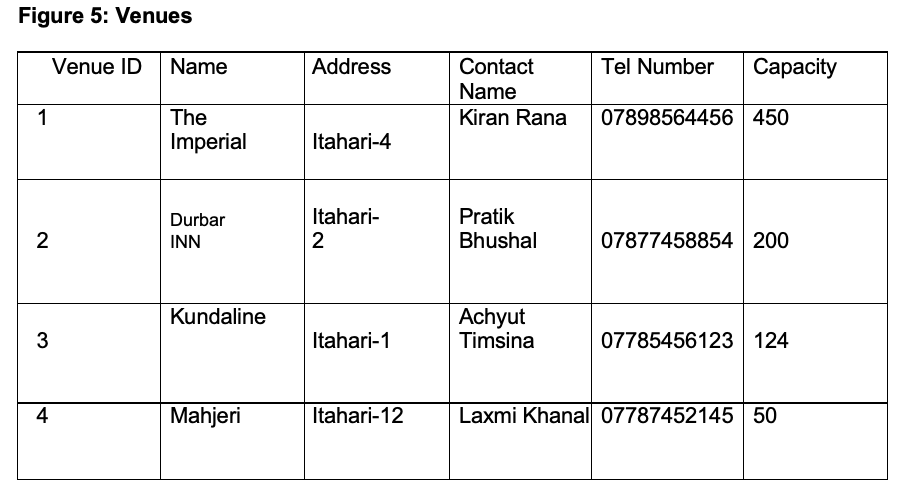 Figure 5: Venues
Venue ID Name Address Contact Name Tel Number Capacity
1 The Imperial Itahari-4 Kiran Rana 07898564456 450
2 Durbar INN Itahari-2 Pratik Bhushal 07877458854 200
3 Kundaline Itahari-1 Achyut Timsina 07785456123 124
4 Mahjeri Itahari-12 Laxmi Khanal 07787452145 50